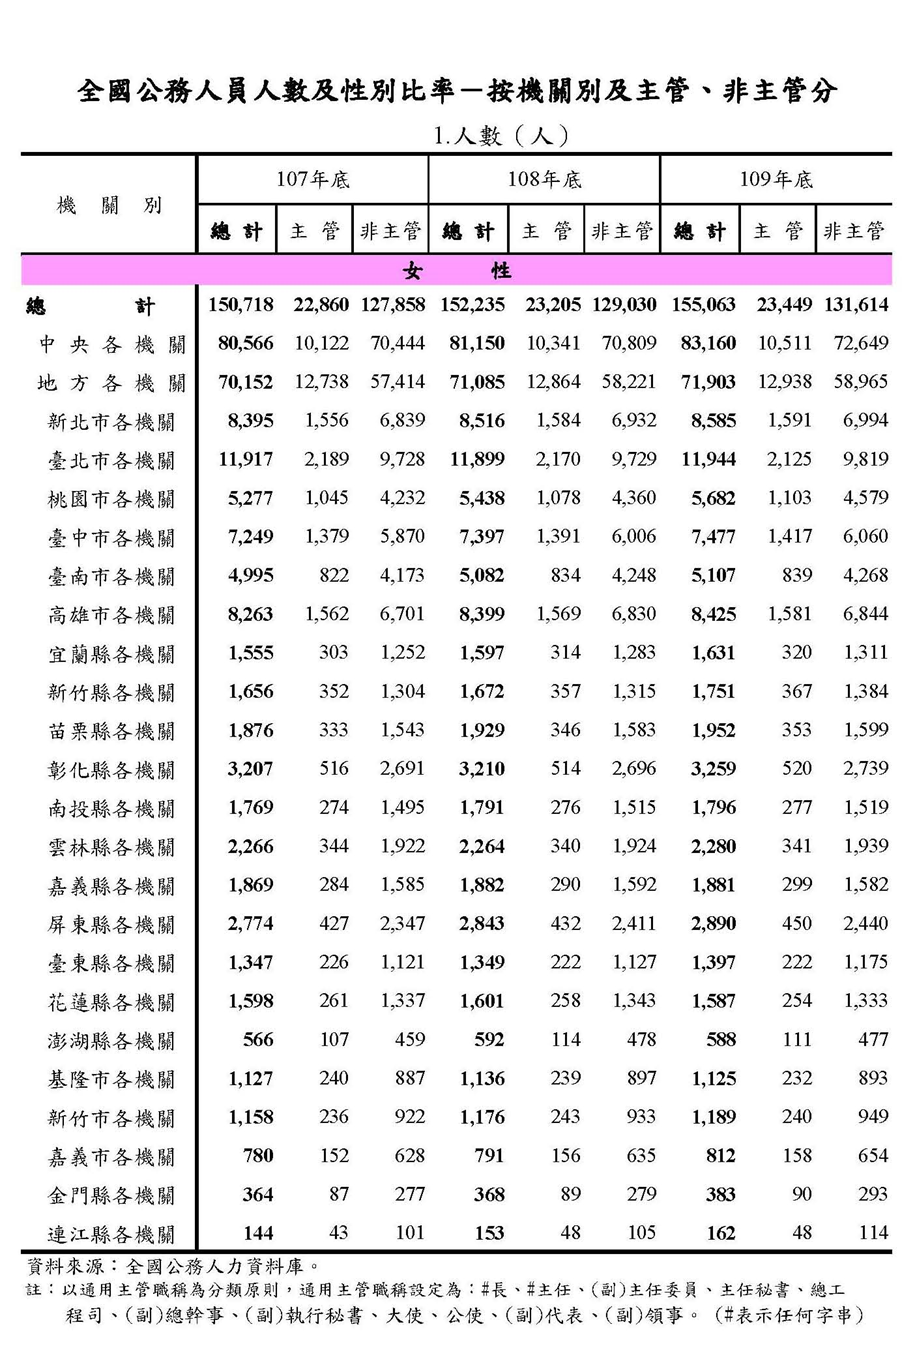 全國公務人員人數及性別比率－按機關別及主管、非主管分
1.人數（人）
機關別 107年底 108年底 109年底
總計 主管 非主管 總計 主管 非主管 總計 主管 非主管
女性
總計 150,718 22,860 127,858 152,235 23,205 129,030 155,063 23,449 131,614
中央各機關 80,566 10,122 70,444 81,150 10,341 70,809 83,160 10,511 72,649
地方各機關 70,152 12,738 57,414 71,085 12,864 58,221 71,903 12,938 58,965
新北市各機關 8,395 1,556 6,839 8,516 1,584 6,932 8,585 1,591 6,994
臺北市各機關 11,917 2,189 9,728 11,899 2,170 9,729 11,944 2,125 9,819
桃園市各機關 5,277 1,045 4,232 5,438 1,078 4,360 5,682 1,103 4,579
臺中市各機關 7,249 1,379 5,870 7,397 1,391 6,006 7,477 1,417 6,060
臺南市各機關 4,995 822 4,173 5,082 834 4,248 5,107 839 4,268
高雄市各機關 8,263 1,562 6,701 8,399 1,569 6,830 8,425 1,581 6,844
宜蘭縣各機關 1,555 303 1,252 1,597 314 1,283 1,631 320 1,311
新竹縣各機關 1,656 352 1,304 1,672 357 1,315 1,751 367 1,384
苗栗縣各機關 1,876 333 1,543 1,929 346 1,583 1,952 353 1,599
彰化縣各機關 3,207 516 2,691 3,210 514 2,696 3,259 520 2,739
南投縣各機關 1,769 274 1,495 1,791 276 1,515 1,796 277 1,519
雲林縣各機關 2,266 344 1,922 2,264 340 1,924 2,280 341 1,939
嘉義縣各機關 1,869 284 1,585 1,882 290 1,592 1,881 299 1,582
屏東縣各機關 2,774 427 2,347 2,843 432 2,411 2,890 450 2,440
臺東縣各機關 1,347 226 1,121 1,349 222 1,127 1,397 222 1,175
花蓮縣各機關 1,598 261 1,337 1,601 258 1,343 1,587 254 1,333
澎湖縣各機關 566 107 459 592 114 478 588 111 477
基隆市各機關 1,127 240 887 1,136 239 897 1,125 232 893
新竹市各機關 1,158 236 922 1,176 243 933 1,189 240 949
嘉義市各機關 780 152 628 791 156 635 812 158 654
金門縣各機關 364 87 277 368 89 279 383 90 293
連江縣各機關 144 43 101 153 48 105 162 48 114
資料來源：全國公務人力資料庫。
註：以通用主管職稱為分類原則，通用主管職稱設定為：#長、#主任、(副)主任委員、主任秘書、總工
程司、(副)總幹事、(副)執行秘書、大使、公使、(副)代表、(副)領事。（#表示任何字串）